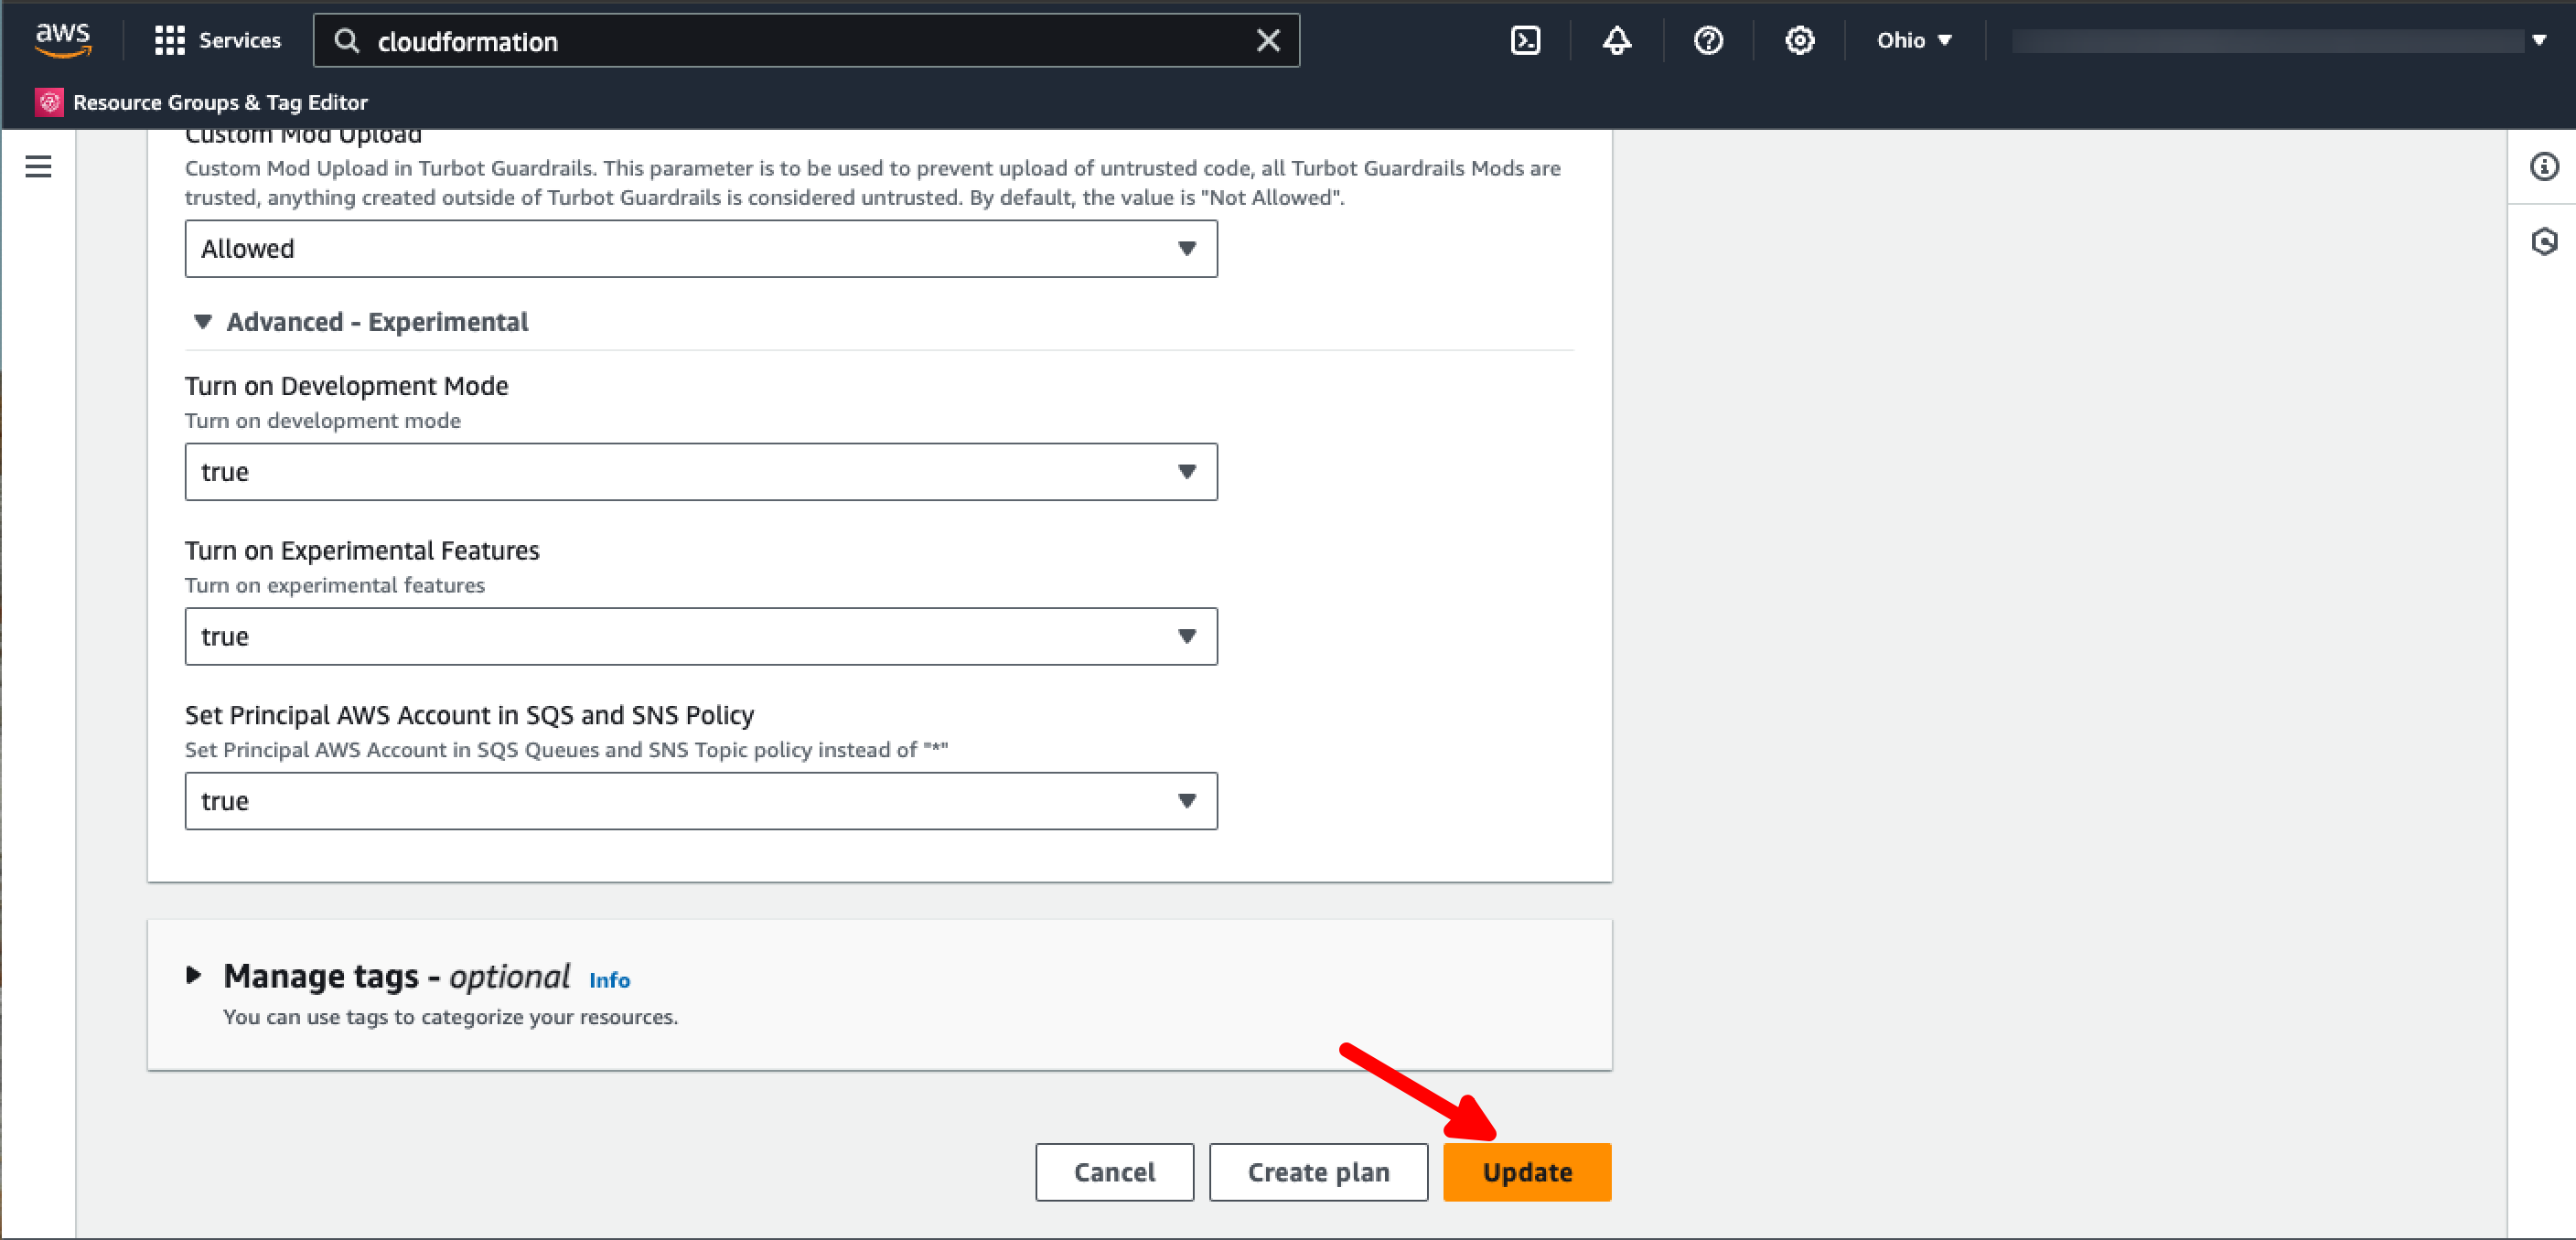 aws
Services
cloudformation
Ohio
Resource Groups & Tag Editor
Custom Mod Upload
Custom Mod Upload in Turbot Guardrails. This parameter is to be used to prevent upload of untrusted code, all Turbot Guardrails Mods are
trusted, anything created outside of Turbot Guardrails is considered untrusted. By default, the value is "Not Allowed".
Allowed
Advanced - Experimental
Turn on Development Mode
Turn on development mode
true
Turn on Experimental Features
Turn on experimental features
true
Set Principal AWS Account in SQS and SNS Policy
Set Principal AWS Account in SQS Queues and SNS Topic policy instead of "*"
true
Manage tags - optional Info
You can use tags to categorize your resources.
Cancel
Create plan
Update